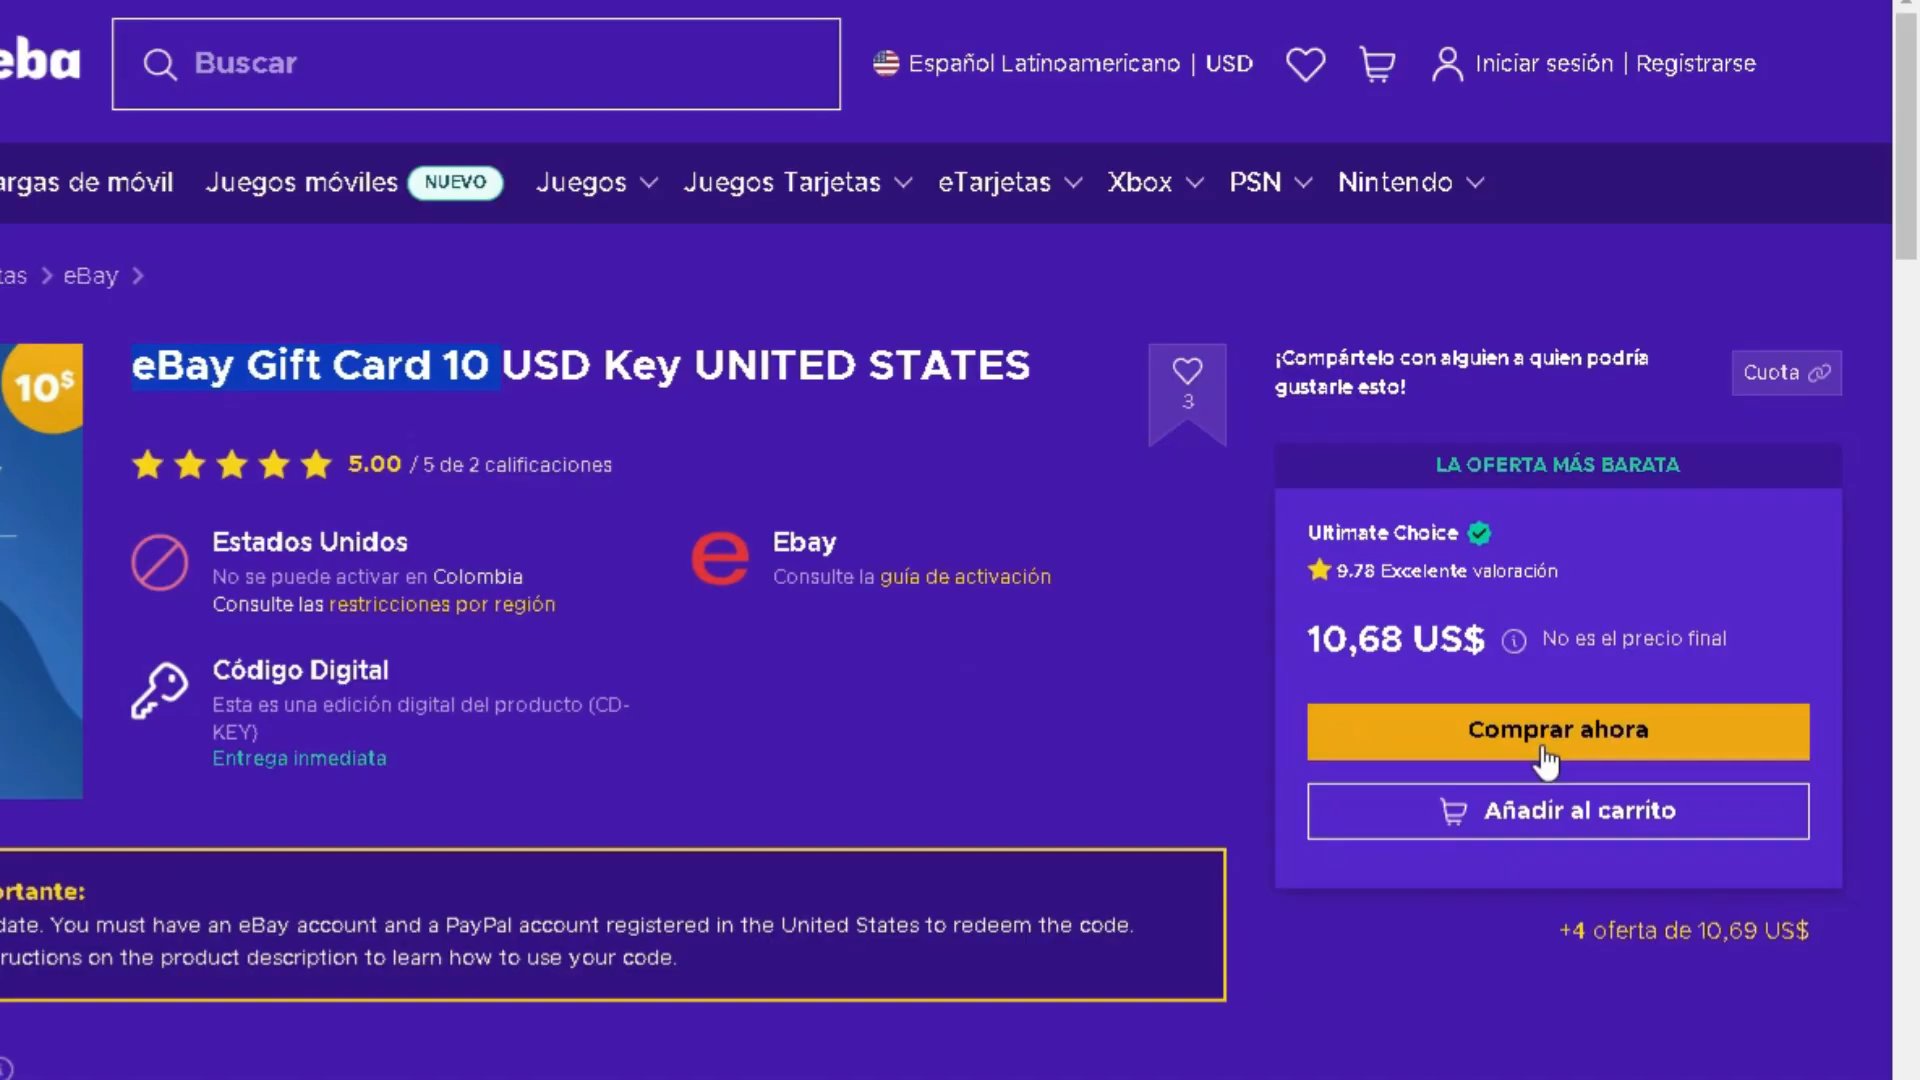 eba
Buscar
Español Latinoamericano | USD
Iniciar sesión | Registrarse
argas de móvil
Juegos móviles
NUEVO
Juegos
Juegos Tarjetas
eTarjetas
Xbox
PSN
Nintendo
tas > eBay >
10$
eBay Gift Card 10 USD Key UNITED STATES
3
5.00 / 5 de 2 calificaciones
Estados Unidos
No se puede activar en Colombia
Consulte las restricciones por región
Ebay
Consulte la guía de activación
Código Digital
Esta es una edición digital del producto (CD-
KEY)
Entrega inmediata
¡Compártelo con alguien a quien podría
gustarle esto!
Cuota
LA OFERTA MÁS BARATA
Ultimate Choice
9.78 Excelente valoración
10,68 US$ No es el precio final
Comprar ahora
Añadir al carrito
+4 oferta de 10,69 US$
ortante:
date. You must have an eBay account and a PayPal account registered in the United States to redeem the code.
ructions on the product description to learn how to use your code.